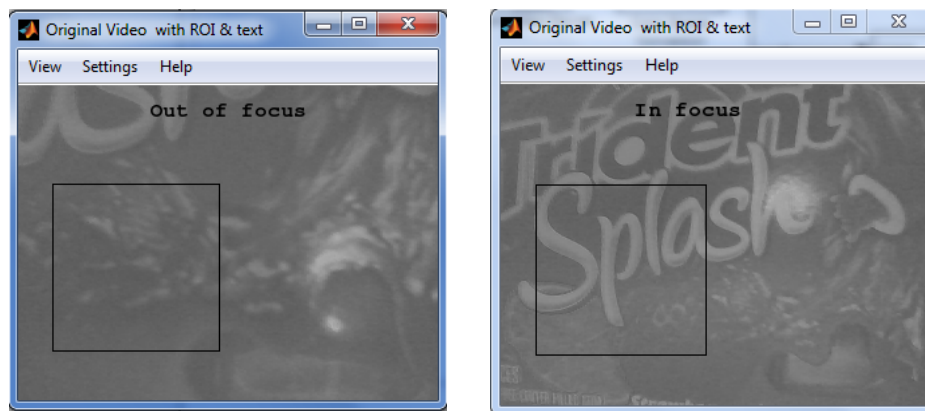 Original Video with ROI & text
View Settings Help
Out of focus
Original Video with ROI & text
View Settings Help
In focus
Trident
Splash